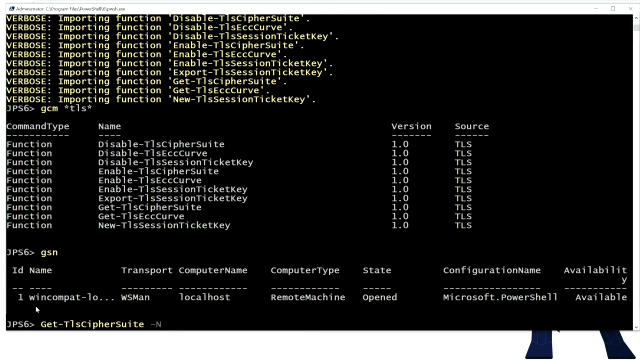 Administrator: C:\Program Files\PowerShell\6\pwsh.exe
VERBOSE: Importing function 'Disable-TlsCipherSuite'.
VERBOSE: Importing function 'Disable-TlsEccCurve'.
VERBOSE: Importing function 'Disable-TlsSessionTicketKey'.
VERBOSE: Importing function 'Enable-TlsCipherSuite'.
VERBOSE: Importing function 'Enable-TlsEccCurve'.
VERBOSE: Importing function 'Enable-TlsSessionTicketKey'.
VERBOSE: Importing function 'Export-TlsSessionTicketKey'.
VERBOSE: Importing function 'Get-TlsCipherSuite'.
VERBOSE: Importing function 'Get-TlsEccCurve'.
VERBOSE: Importing function 'New-TlsSessionTicketKey'.
JPS6> gcm *tls*
CommandType Name Version Source
----------- ---- ------- ------
Function Disable-TlsCipherSuite 1.0 TLS
Function Disable-TlsEccCurve 1.0 TLS
Function Disable-TlsSessionTicketKey 1.0 TLS
Function Enable-TlsCipherSuite 1.0 TLS
Function Enable-TlsEccCurve 1.0 TLS
Function Enable-TlsSessionTicketKey 1.0 TLS
Function Export-TlsSessionTicketKey 1.0 TLS
Function Get-TlsCipherSuite 1.0 TLS
Function Get-TlsEccCurve 1.0 TLS
Function New-TlsSessionTicketKey 1.0 TLS
JPS6> gsn
Id Name Transport ComputerName ComputerType State ConfigurationName Availabilit
y
-- ---- --------- ------------ ------------ ----- ----------------- -----------
1 wincompat-lo... WSMan localhost RemoteMachine Opened Microsoft.PowerShell Available
JPS6> Get-TlsCipherSuite -N